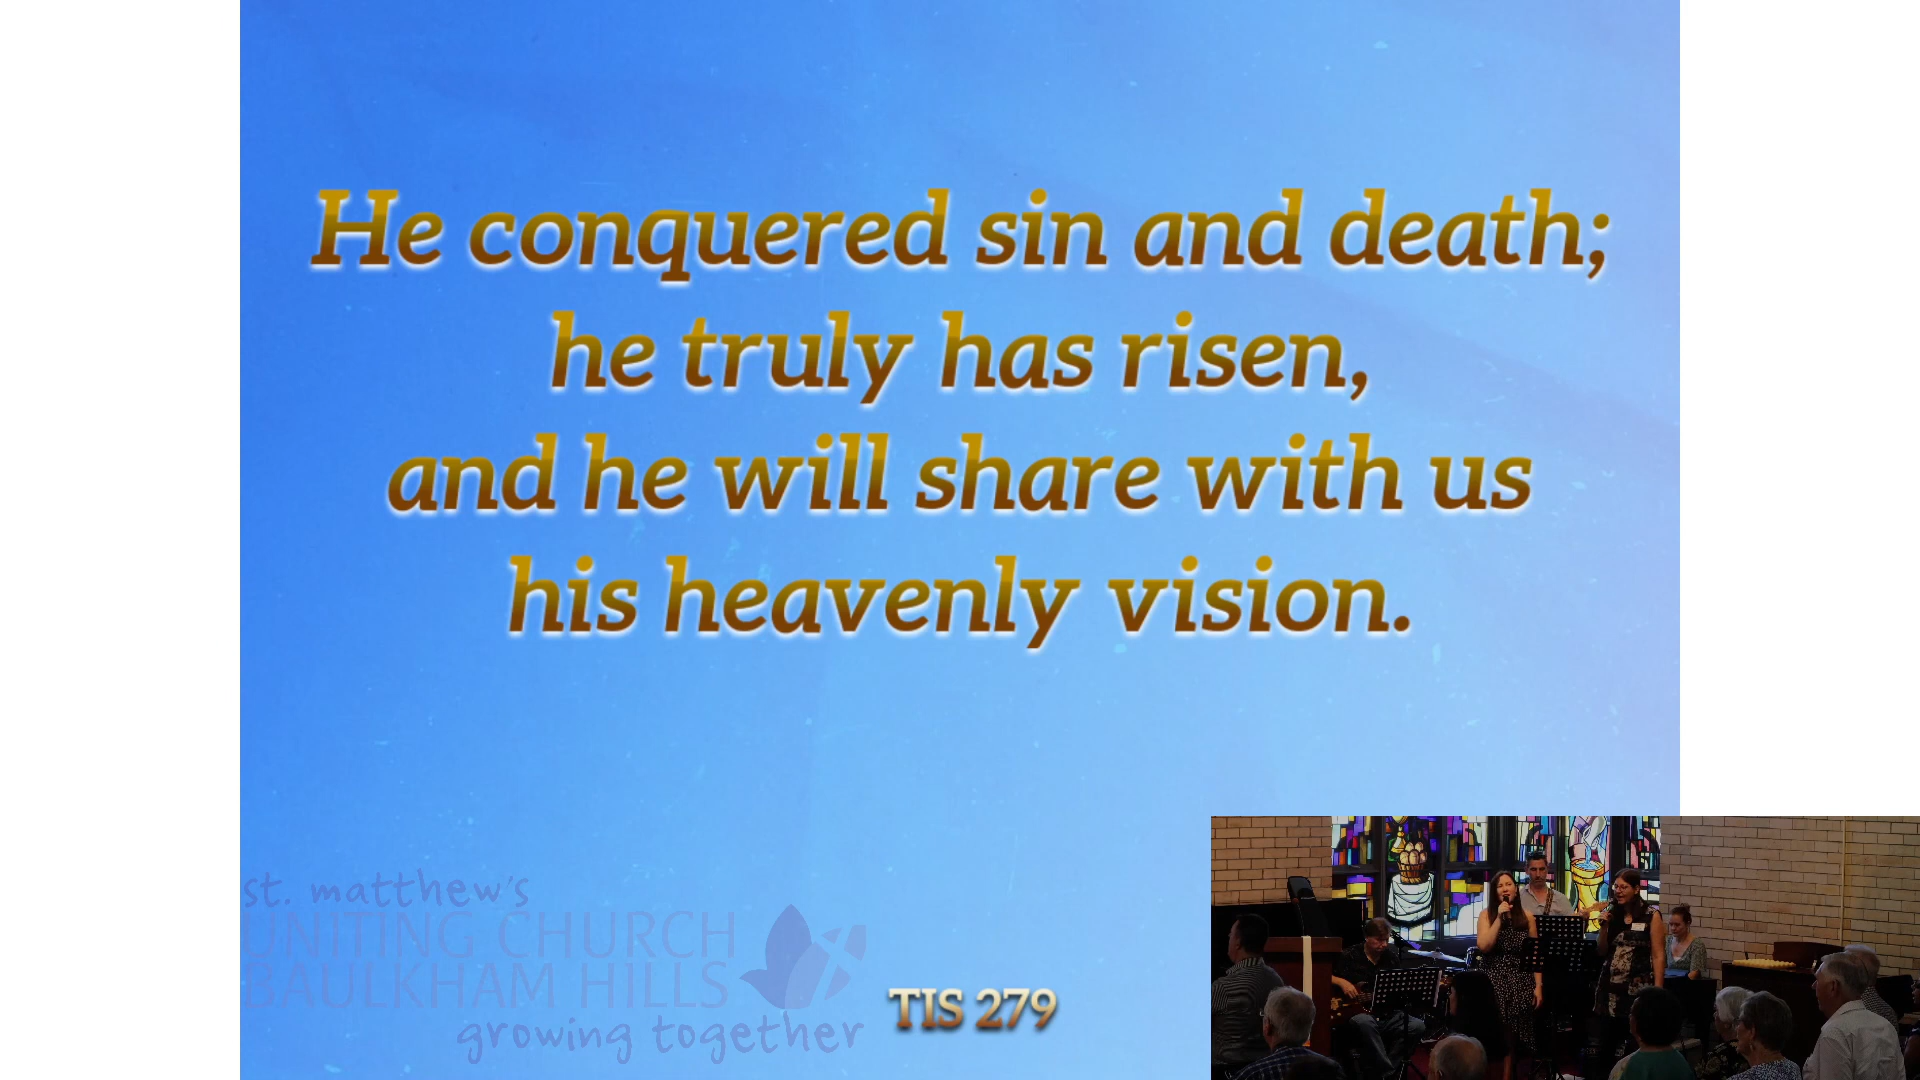 He conquered sin and death;
he truly has risen,
and he will share with us
his heavenly vision.
st. matthew's
UNITING CHURCH
BAULKHAM HILLS
growing together
TIS 279